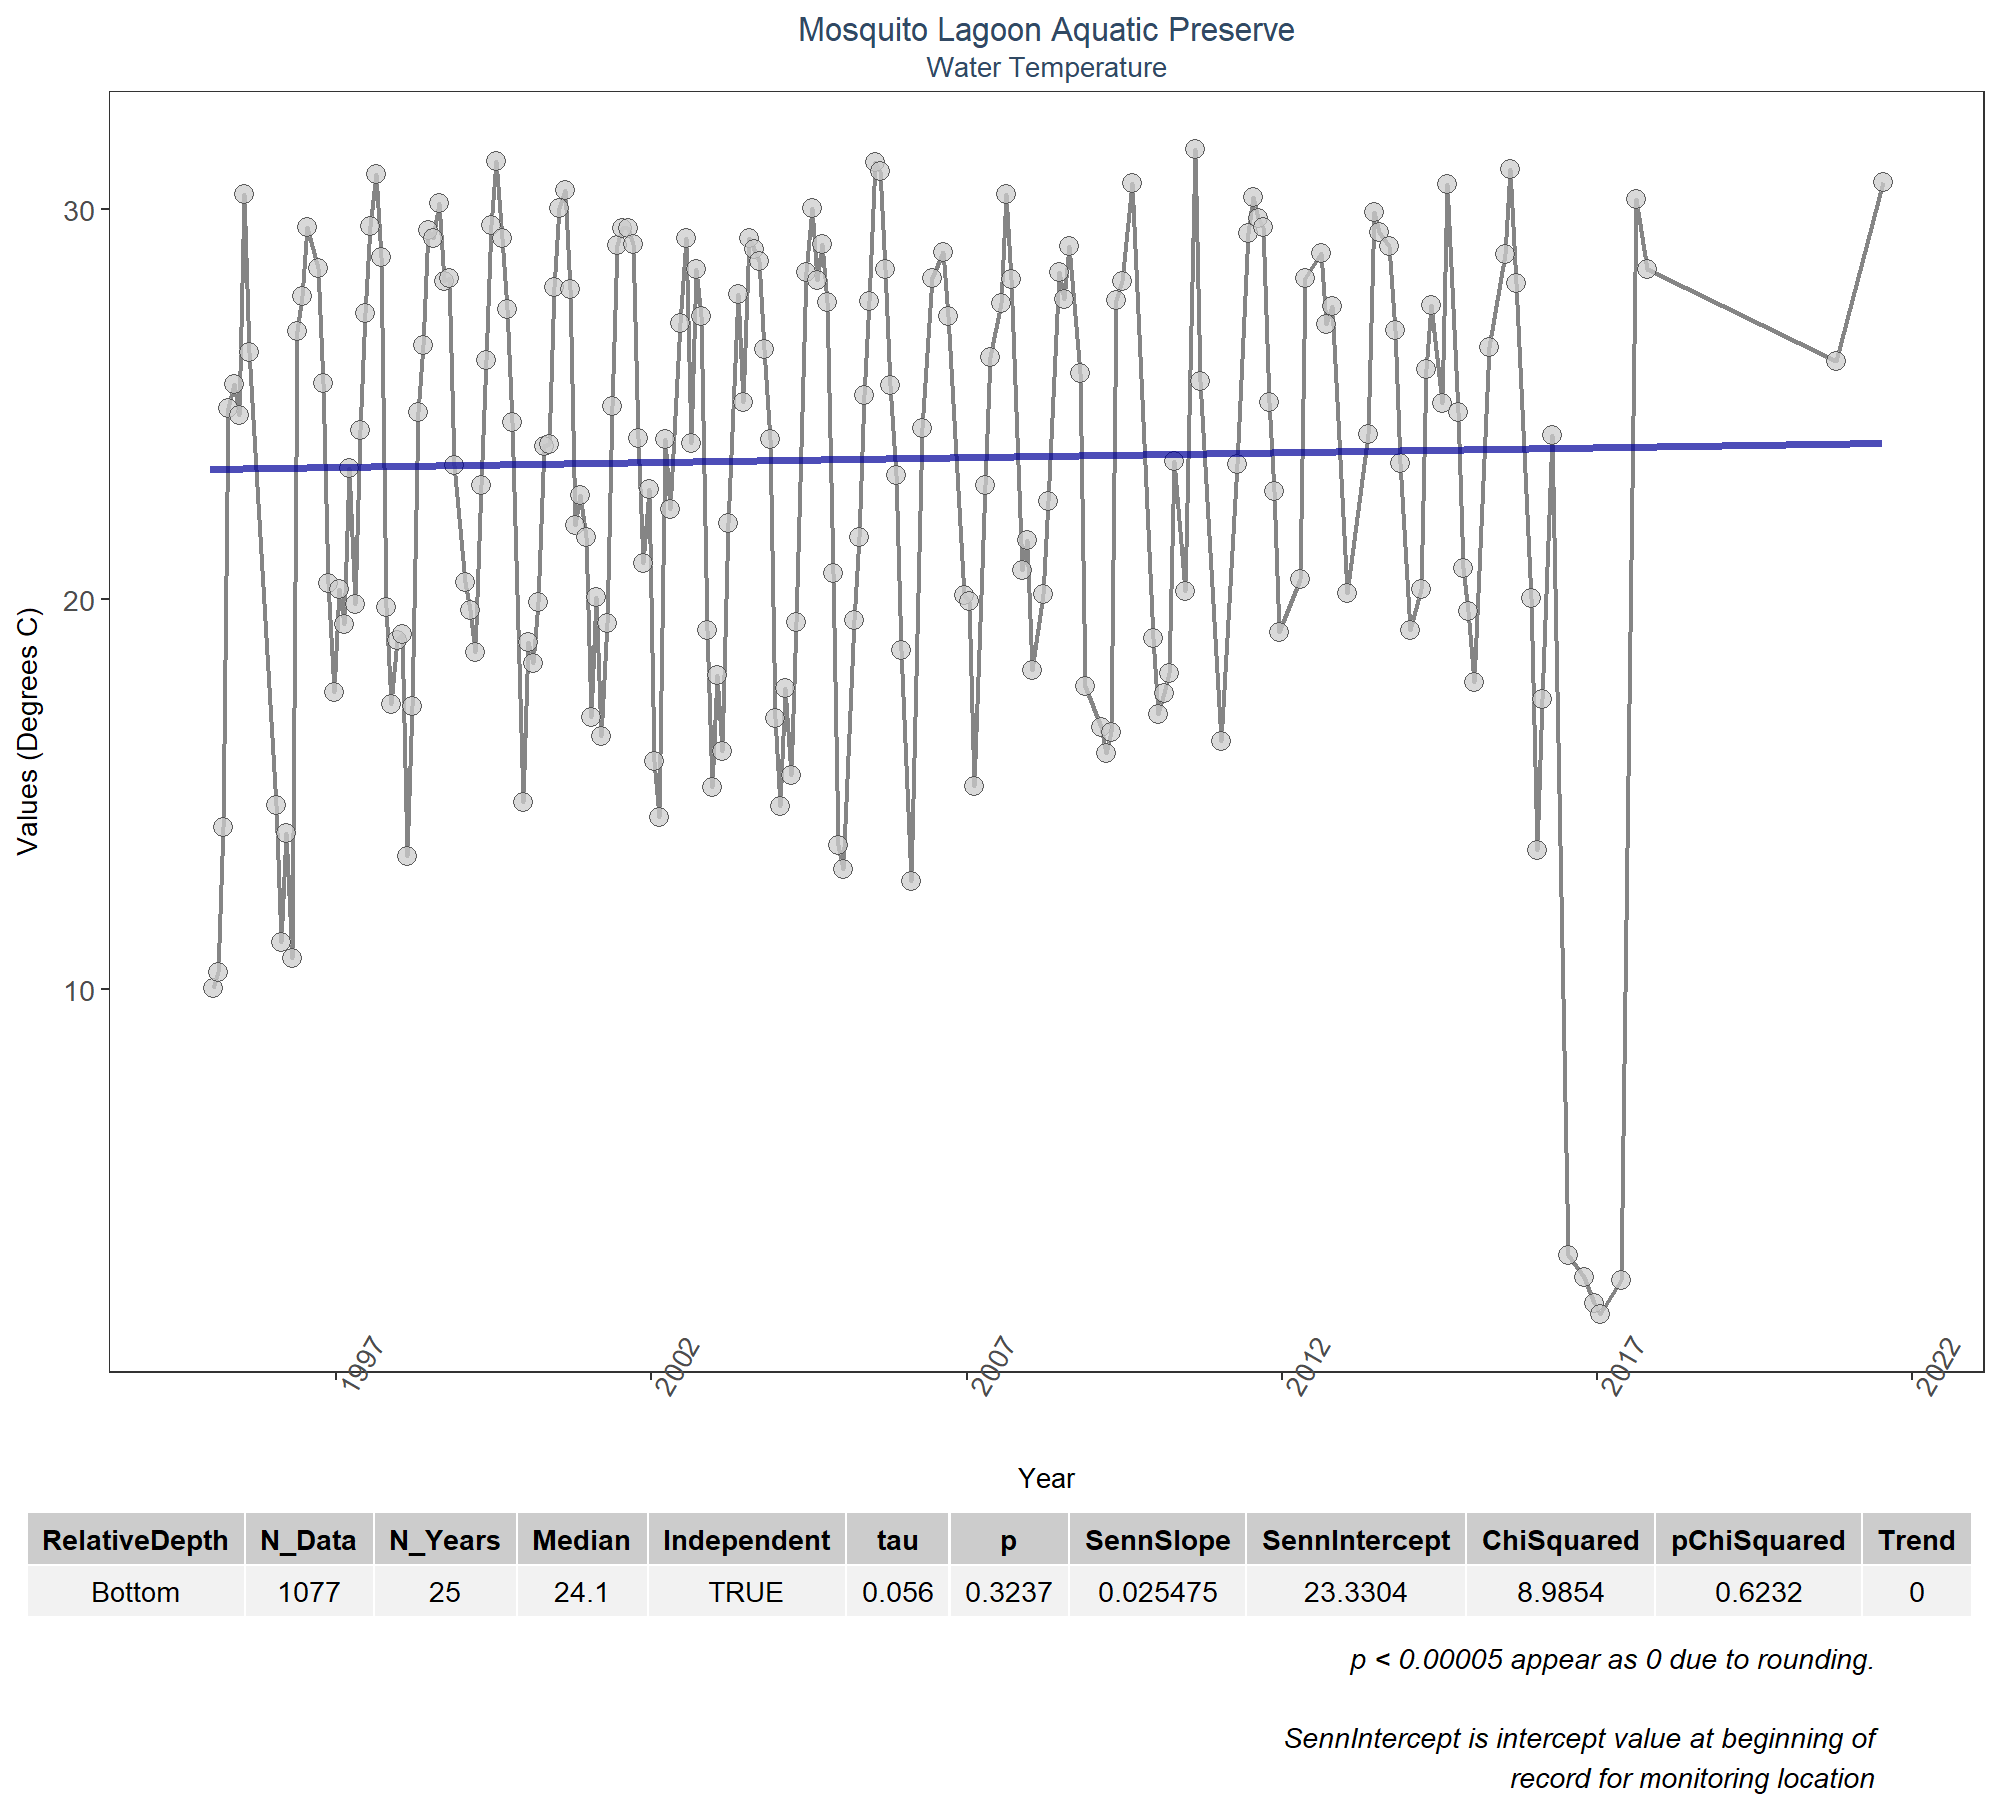 Mosquito Lagoon Aquatic Preserve
Water Temperature
Values (Degrees C)
30
20
10
1997
2002
2007
2012
2017
2022
Year
RelativeDepth N_Data N_Years Median Independent tau p SennSlope SennIntercept ChiSquared pChiSquared Trend
Bottom 1077 25 24.1 TRUE 0.056 0.3237 0.025475 23.3304 8.9854 0.6232 0
p < 0.00005 appear as 0 due to rounding.
SennIntercept is intercept value at beginning of
record for monitoring location